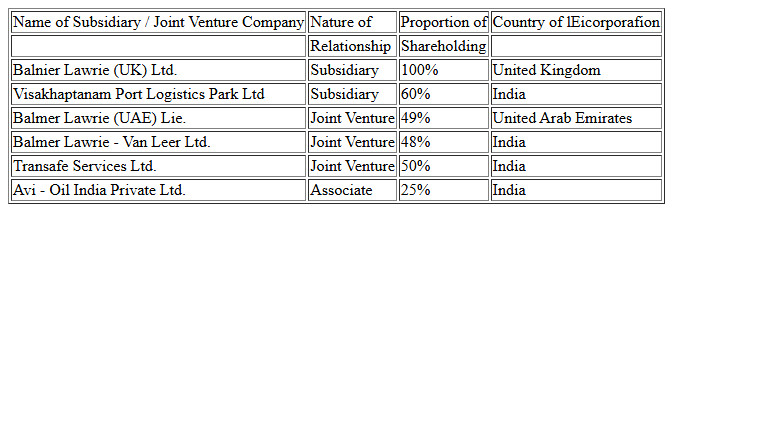 Name of Subsidiary / Joint Venture Company Nature of Proportion of Country of lEicorporafion
Relationship Shareholding
Balnier Lawrie (UK) Ltd. Subsidiary 100% United Kingdom
Visakhaptanam Port Logistics Park Ltd Subsidiary 60% India
Balmer Lawrie (UAE) Lie. Joint Venture 49% United Arab Emirates
Balmer Lawrie - Van Leer Ltd. Joint Venture 48% India
Transafe Services Ltd. Joint Venture 50% India
Avi - Oil India Private Ltd. Associate 25% India